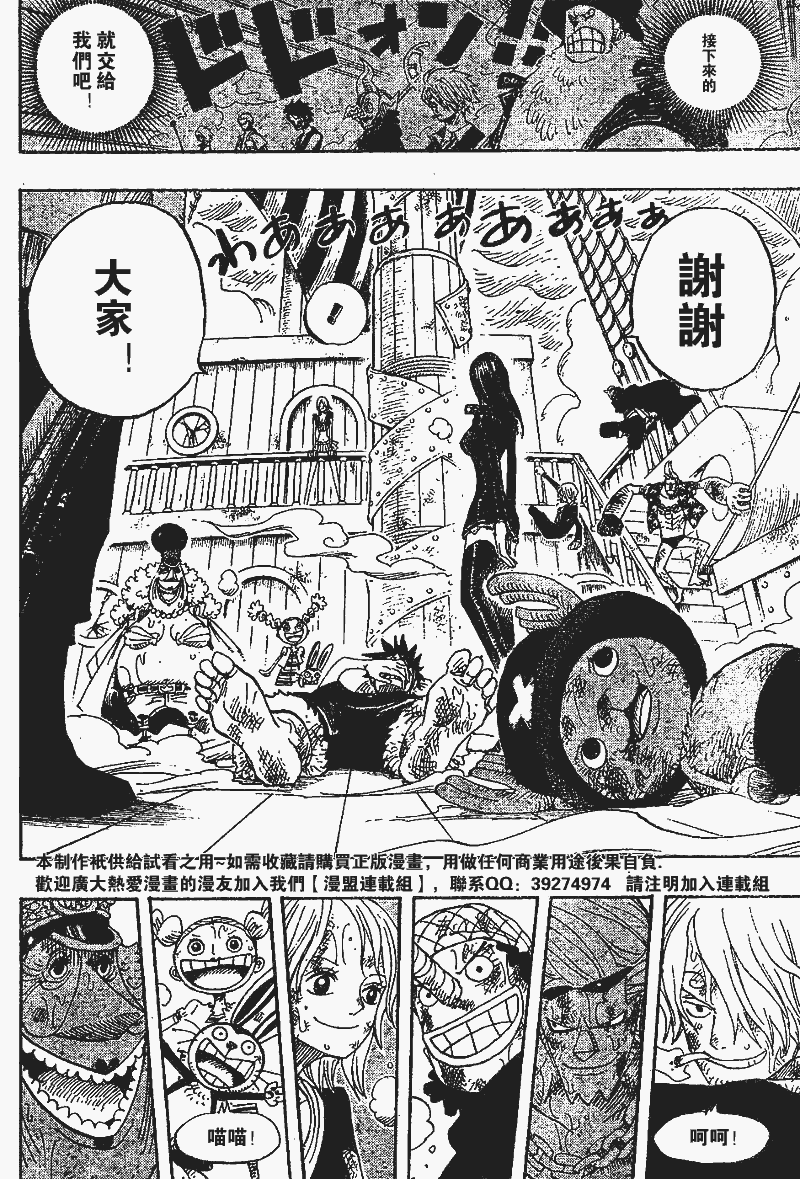 接下來的
ドドォン!!
就交給
我們吧!
謝
謝
わあああああああ
!
大
家!
本制作衹供給試看之用~如需收藏請購買正版漫畫,用做任何商業用途後果自負.
歡迎廣大熱愛漫畫的漫友加入我們【漫盟連載組】,聯系QQ:39274974 請注明加入連載組
喵喵!
呵呵!